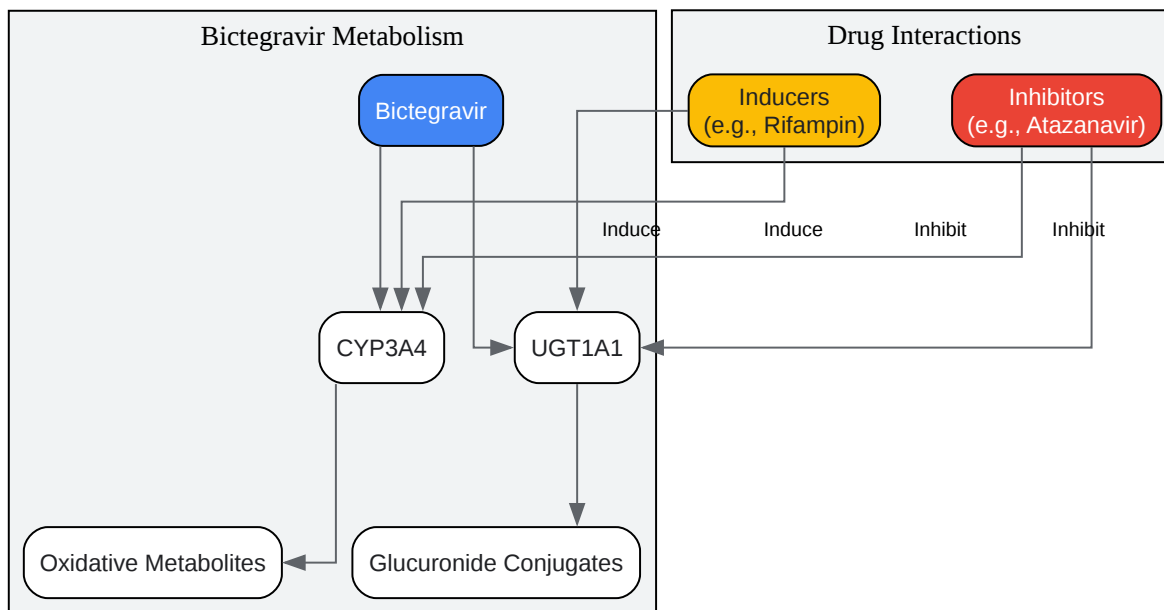 Bictegravir Metabolism
Drug Interactions
Bictegravir
Inducers
(e.g., Rifampin)
Inhibitors
(e.g., Atazanavir)
Induce
Induce
Inhibit
Inhibit
CYP3A4
UGT1A1
Oxidative Metabolites
Glucuronide Conjugates